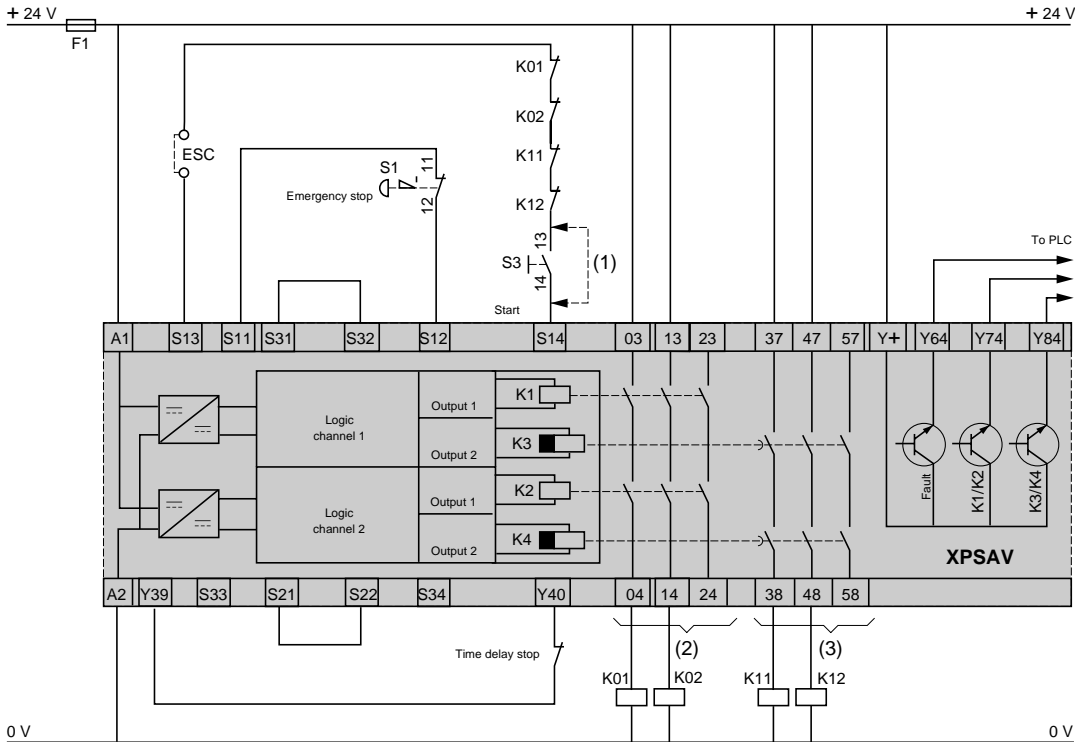 + 24 V + 24 V
F1
K01
K02
ESC
K11
S1
11
Emergency stop
12
K12
13
To PLC
S3
(1)
14
Start
A1 S13 S11 S31 S32 S12 S14 03 13 23 37 47 57 Y+ Y64 Y74 Y84
K1
Output 1
Logic
channel 1
K3
Output 2
K2
Output 1
Logic
channel 2
K4
Output 2
Fault
K1/K2
K3/K4
XPSAV
A2 Y39 S33 S21 S22 S34 Y40 04 14 24 38 48 58
Time delay stop
(2) (3)
K01 K02 K11 K12
0 V 0 V